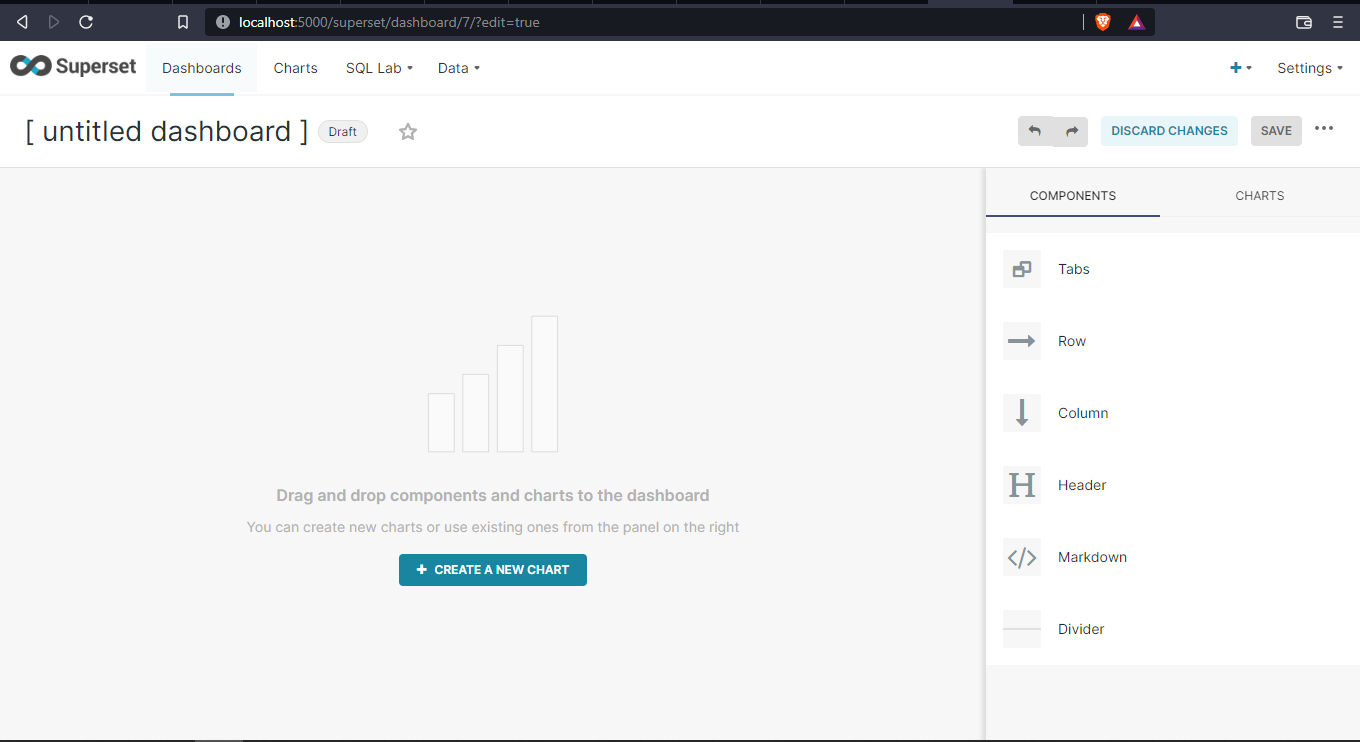 localhost:5000/superset/dashboard/7/?edit=true
Superset Dashboards Charts SQL Lab Data + Settings
[ untitled dashboard ] Draft DISCARD CHANGES SAVE
COMPONENTS CHARTS
Tabs
Row
Column
H Header
</> Markdown
Divider
Drag and drop components and charts to the dashboard
You can create new charts or use existing ones from the panel on the right
+ CREATE A NEW CHART